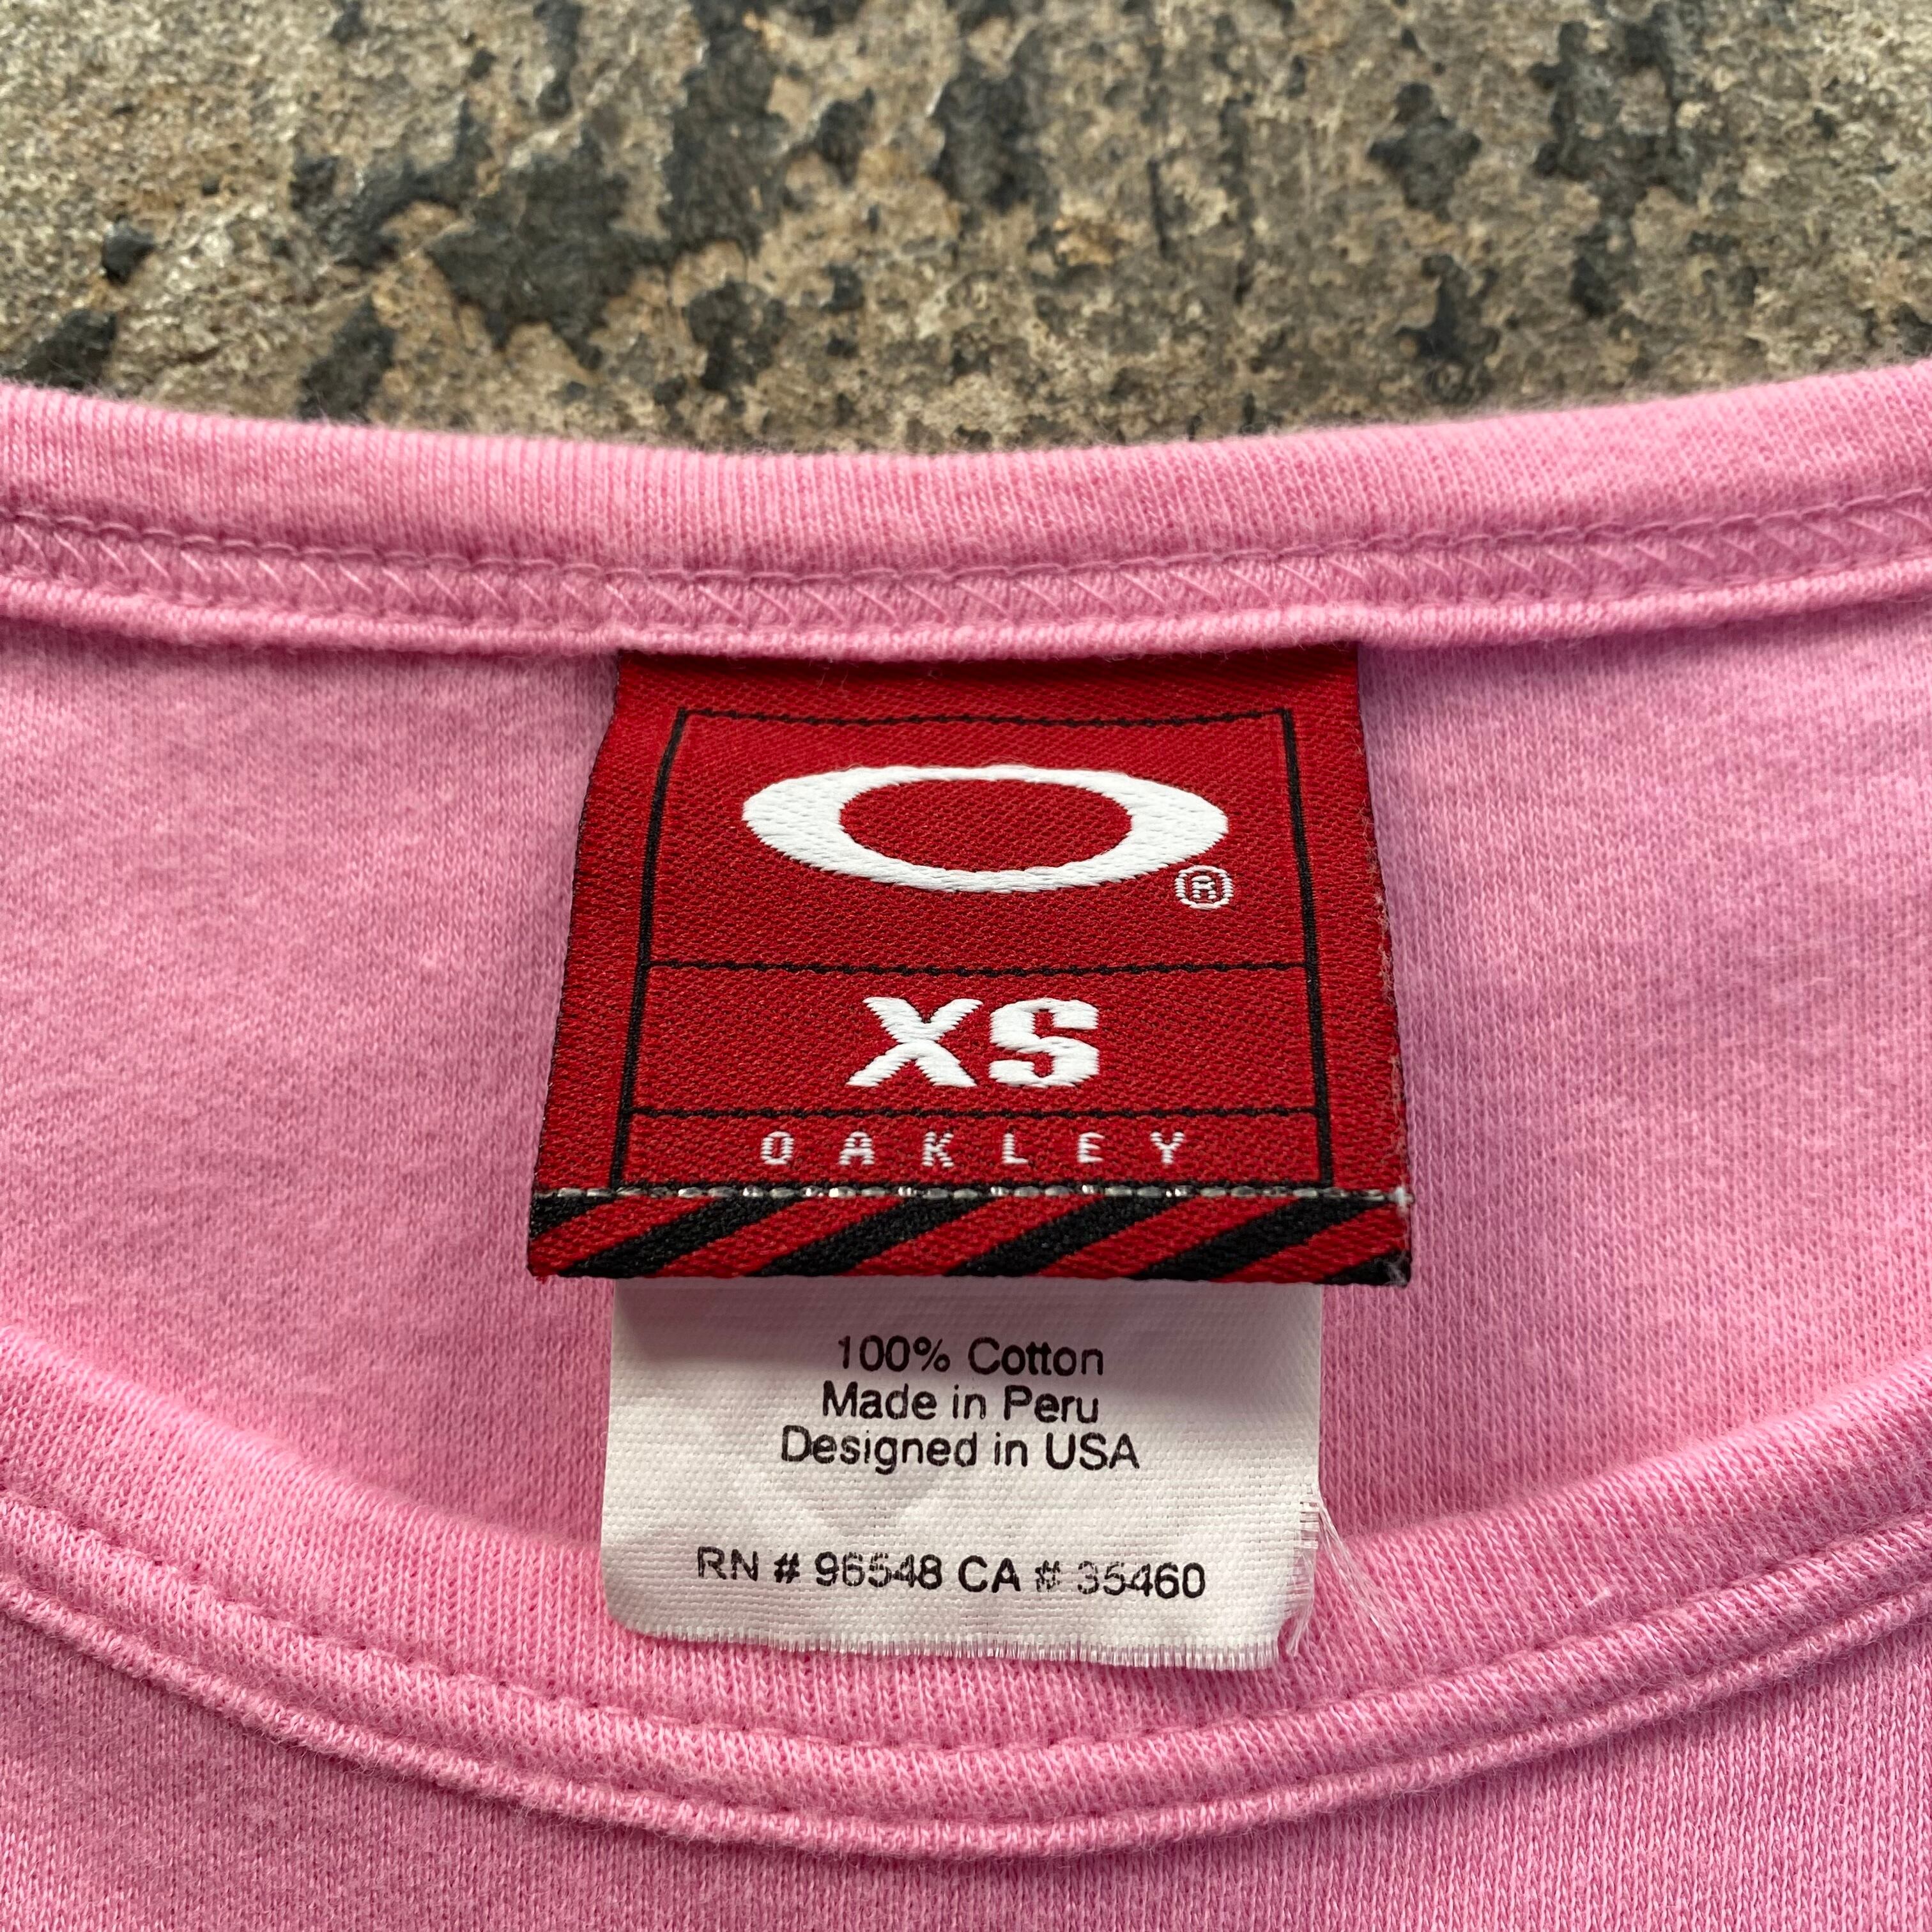 ®
XS
OAKLEY
100% Cotton
Made in Peru
Designed in USA
RN # 96548 CA # 35460